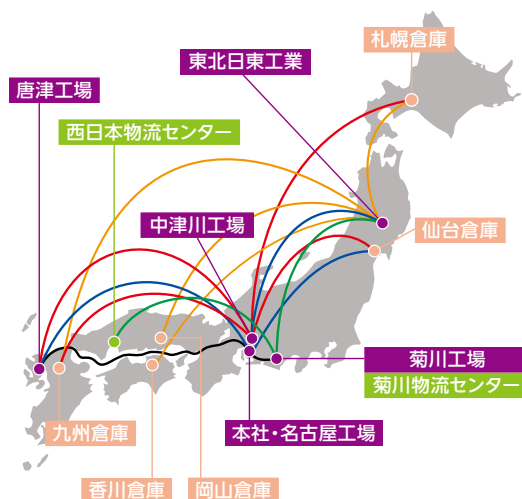 札幌倉庫
東北日東工業
唐津工場
西日本物流センター
中津川工場
仙台倉庫
菊川工場
菊川物流センター
九州倉庫
本社・名古屋工場
香川倉庫
岡山倉庫